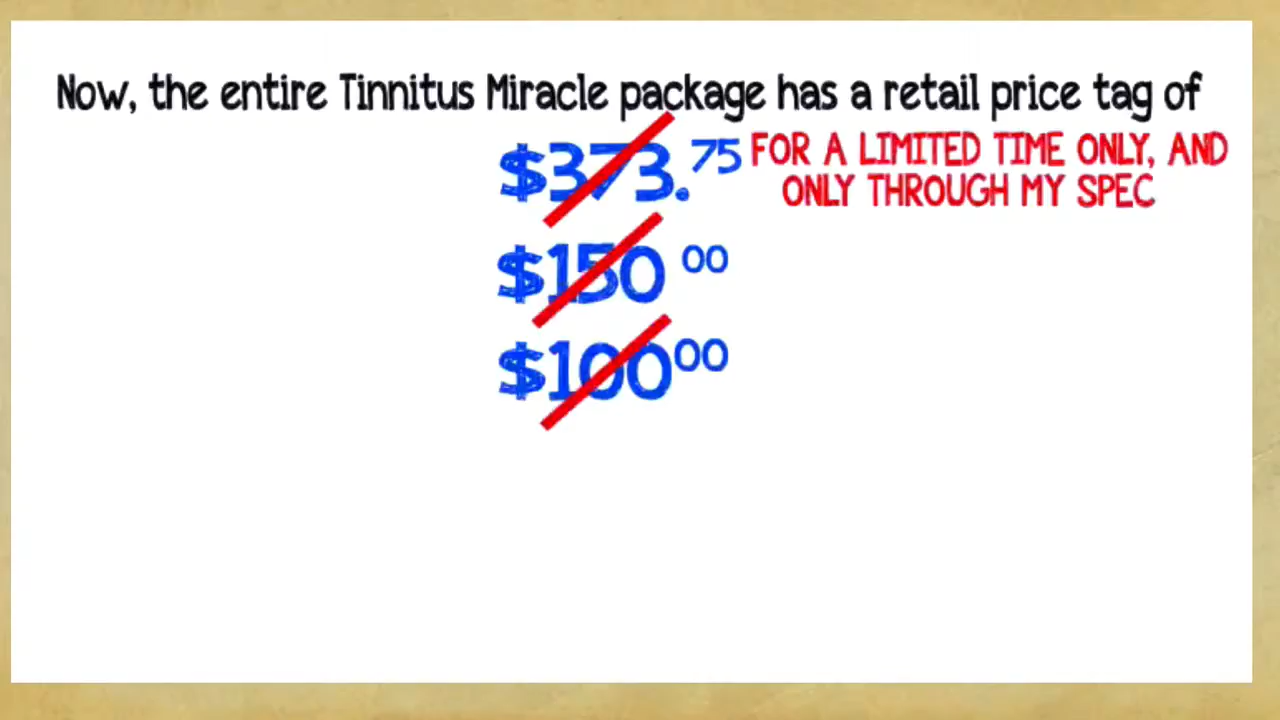 Now, the entire Tinnitus Miracle package has a retail price tag of
$373.75
FOR A LIMITED TIME ONLY, AND
ONLY THROUGH MY SPEC
$150 00
$100 00